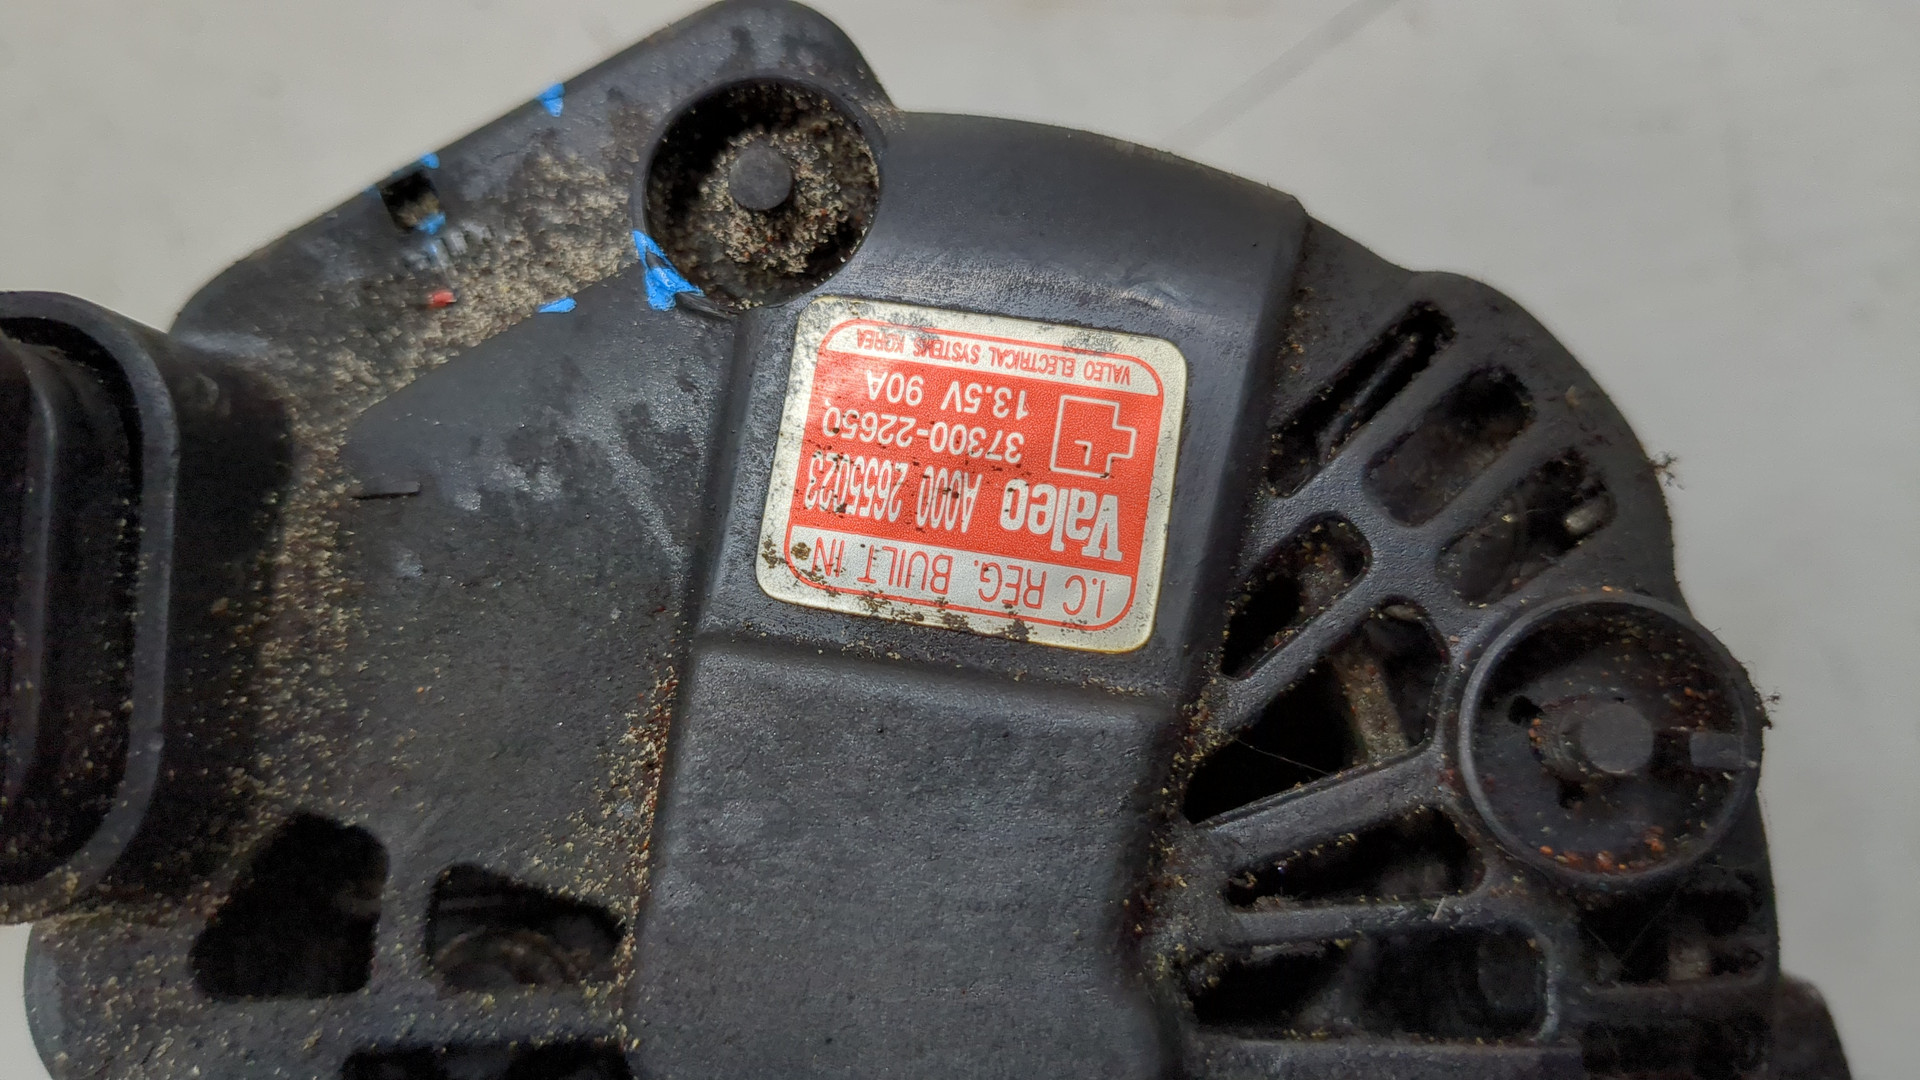 I.C REG. BUILT IN
Valeo A000 2655023
37300-22650
L 13.5V 90A
VALEO ELECTRICAL SYSTEMS KOREA